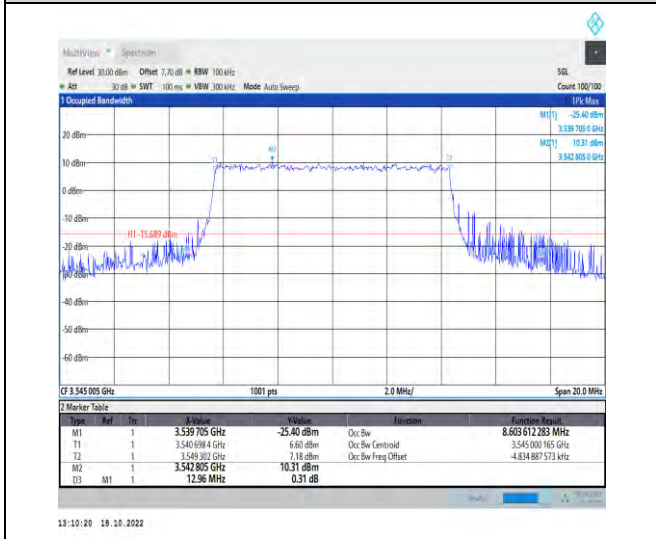 MultiView Spectrum
Ref Level 30.00 dBm Offset 7.70 dB RBW 100 kHz SGL
Att 30 dB SWT 100 ms VBW 300 kHz Mode Auto Sweep Count 100/100
1 Occupied Bandwidth 1Pk Max
M1[1] -25.40 dBm
3.539 705 0 GHz
20 dBm
M2[1] 10.31 dBm
3.542 805 0 GHz
M2
T1 T2
10 dBm
0 dBm
-10 dBm
H1 -15.689 dBm
-20 dBm
-30 dBm
-40 dBm
-50 dBm
-60 dBm
CF 3.545 005 GHz 1001 pts 2.0 MHz/ Span 20.0 MHz
2 Marker Table
Type Ref Trc X-Value Y-Value Function Function Result
M1 1 3.539 705 GHz -25.40 dBm Occ Bw 8.603 612 283 MHz
T1 1 3.540 698 4 GHz 6.60 dBm Occ Bw Centroid 3.545 000 165 GHz
T2 1 3.549 302 GHz 7.18 dBm Occ Bw Freq Offset -4.834 887 573 kHz
M2 1 3.542 805 GHz 10.31 dBm
D3 M1 1 12.96 MHz 0.31 dB
13:10:20 18.10.2022